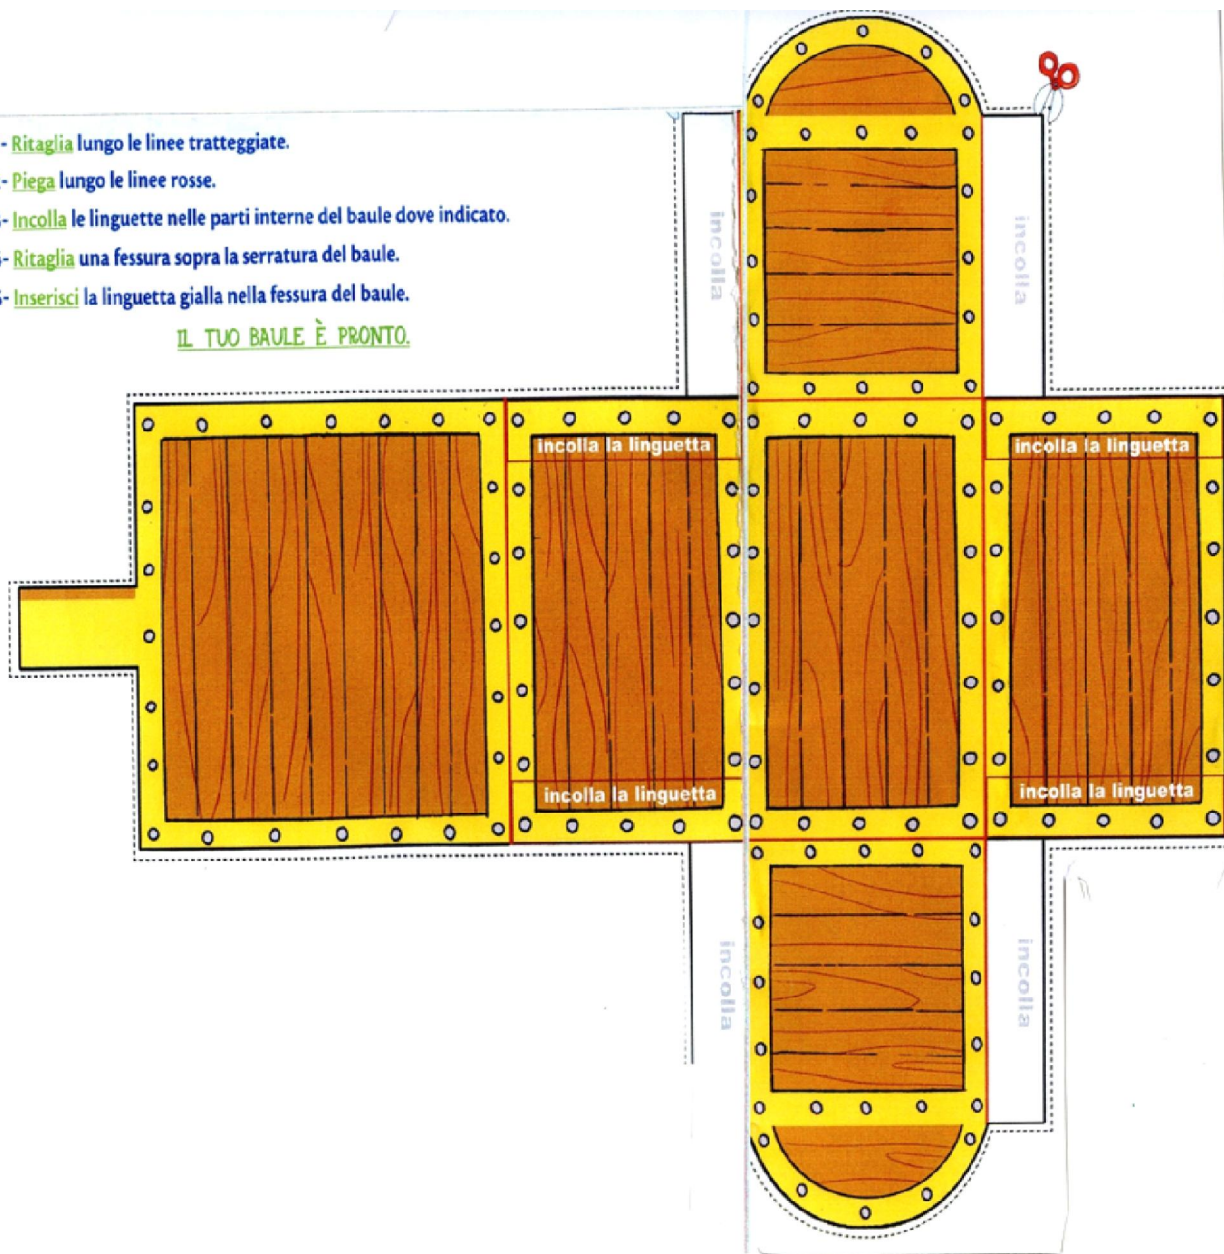 - Ritaglia lungo le linee tratteggiate.
- Piega lungo le linee rosse.
- Incolla le linguette nelle parti interne del baule dove indicato.
- Ritaglia una fessura sopra la serratura del baule.
- Inserisci la linguetta gialla nella fessura del baule.
IL TUO BAULE È PRONTO.
incolla
incolla
incolla la linguetta
incolla la linguetta
incolla la linguetta
incolla la linguetta
incolla
incolla